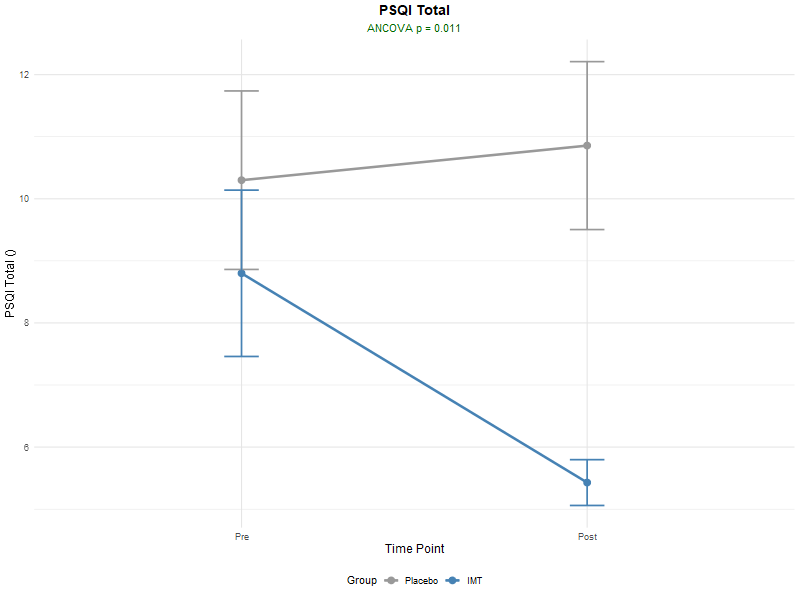 PSQI Total
ANCOVA p = 0.011
12
10
8
6
PSQI Total ()
Pre
Post
Time Point
Group
Placebo
IMT